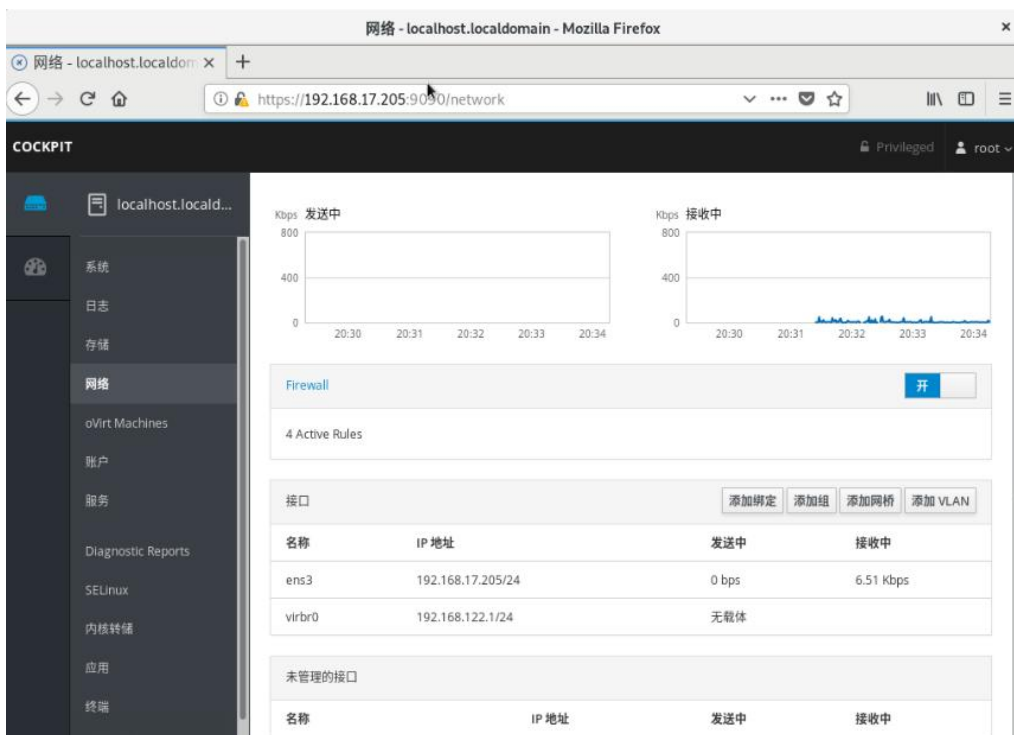 网络 - localhost.localdomain - Mozilla Firefox
网络 - localhost.localdom
https://192.168.17.205:9090/network
COCKPIT
Privileged
root
localhost.locald...
系统
日志
存储
网络
oVirt Machines
账户
服务
Diagnostic Reports
SELinux
内核转储
应用
终端
Kbps 发送中
800
400
0
20:30 20:31 20:32 20:33 20:34
Kbps 接收中
800
400
0
20:30 20:31 20:32 20:33 20:34
Firewall 开
4 Active Rules
接口 添加绑定 添加组 添加网桥 添加 VLAN
名称 IP 地址 发送中 接收中
ens3 192.168.17.205/24 0 bps 6.51 Kbps
virbr0 192.168.122.1/24 无载体
未管理的接口
名称 IP 地址 发送中 接收中